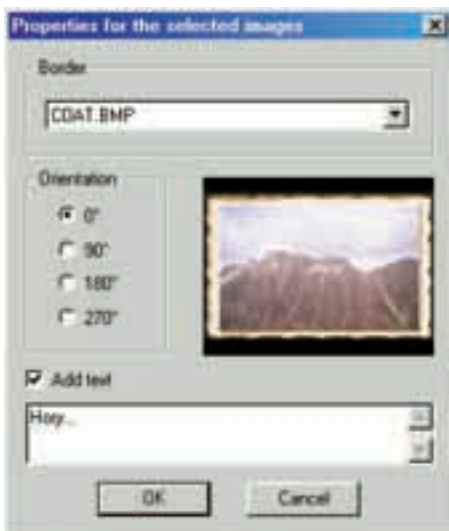 Properties for the selected images
Border
COAT.BMP
Orientation
0°
90°
180°
270°
Add text
Hory...
OK
Cancel